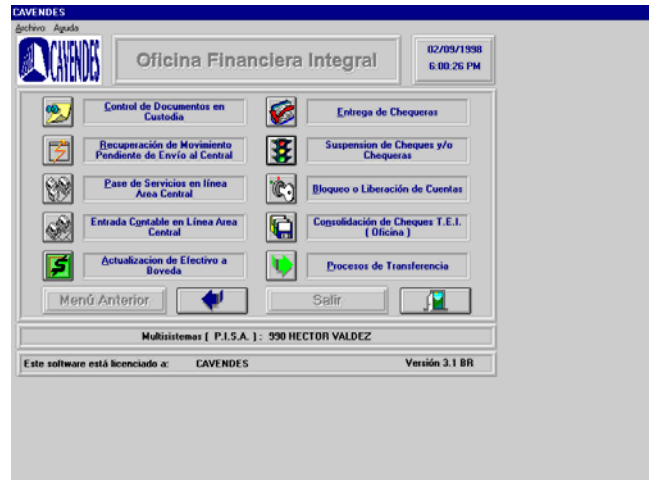 CAVENDES
Archivo Ayuda
CAVENDES
Oficina Financiera Integral
02/09/1998
6:00:26 PM
Control de Documentos en
Custodia
Entrega de Chequeras
Recuperación de Movimiento
Pendiente de Envío al Central
Suspension de Cheques y/o
Chequeras
Pase de Servicios en línea
Area Central
Bloqueo o Liberación de Cuentas
Entrada Contable en Línea Area
Central
Consolidación de Cheques T.E.I.
( Oficina )
Actualizacion de Efectivo a
Boveda
Procesos de Transferencia
Menú Anterior
Salir
Multisistemas [ P.I.S.A. ] : 990 HECTOR VALDEZ
Este software está licenciado a: CAVENDES Versión 3.1 BR